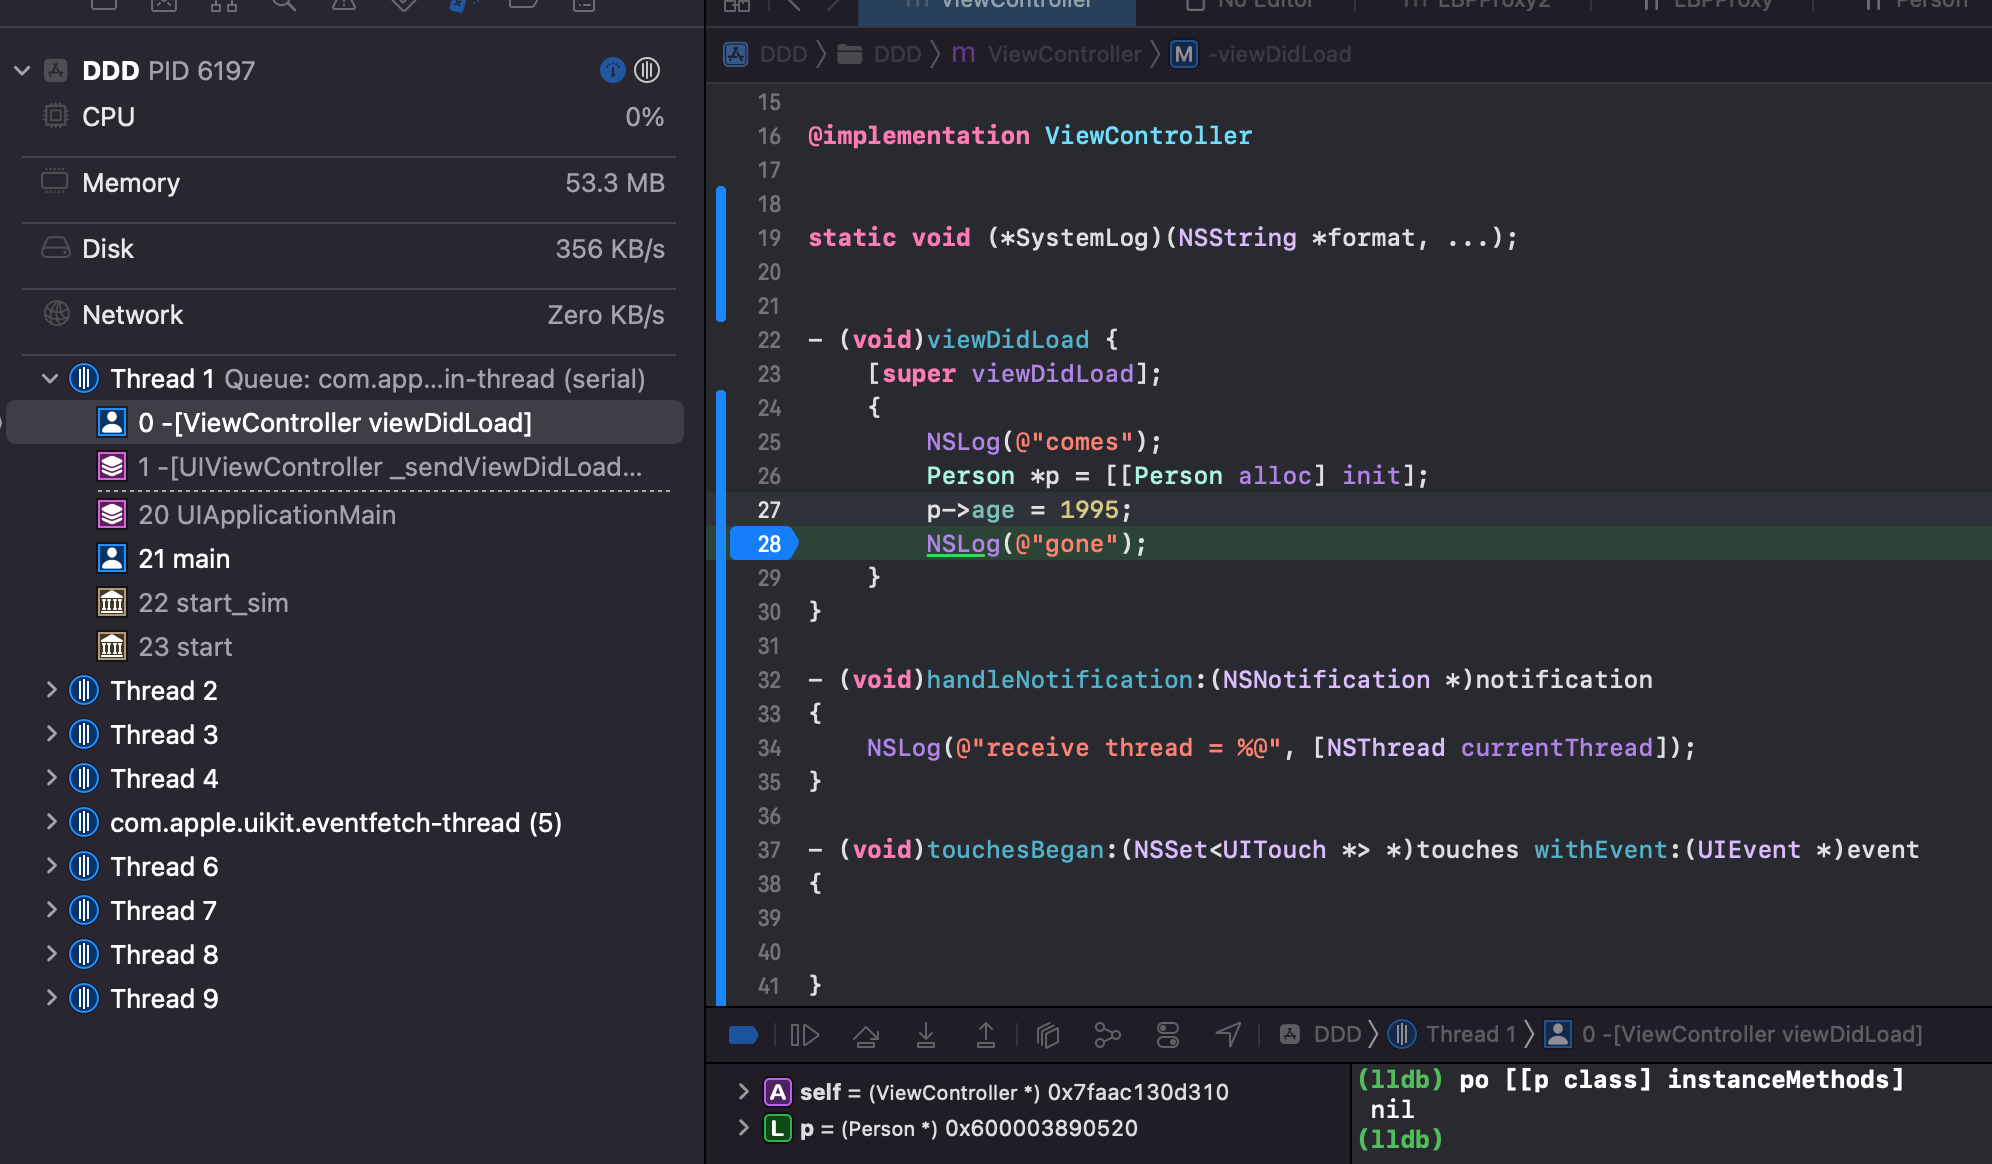 DDD PID 6197
CPU 0%
Memory 53.3 MB
Disk 356 KB/s
Network Zero KB/s
Thread 1 Queue: com.app...in-thread (serial)
0 -[ViewController viewDidLoad]
1 -[UIViewController _sendViewDidLoad...
20 UIApplicationMain
21 main
22 start_sim
23 start
Thread 2
Thread 3
Thread 4
com.apple.uikit.eventfetch-thread (5)
Thread 6
Thread 7
Thread 8
Thread 9
ViewController No Editor LBPProxy2 LBPProxy Person
DDD DDD m ViewController M -viewDidLoad
15
16 @implementation ViewController
17
18
19 static void (*SystemLog)(NSString *format, ...);
20
21
22 - (void)viewDidLoad {
23 [super viewDidLoad];
24 {
25 NSLog(@"comes");
26 Person *p = [[Person alloc] init];
27 p->age = 1995;
28 NSLog(@"gone");
29 }
30 }
31
32 - (void)handleNotification:(NSNotification *)notification
33 {
34 NSLog(@"receive thread = %@", [NSThread currentThread]);
35 }
36
37 - (void)touchesBegan:(NSSet<UITouch *> *)touches withEvent:(UIEvent *)event
38 {
39
40
41 }
DDD Thread 1 0 -[ViewController viewDidLoad]
A self = (ViewController *) 0x7faac130d310
L p = (Person *) 0x600003890520
(lldb) po [[p class] instanceMethods]
nil
(lldb)